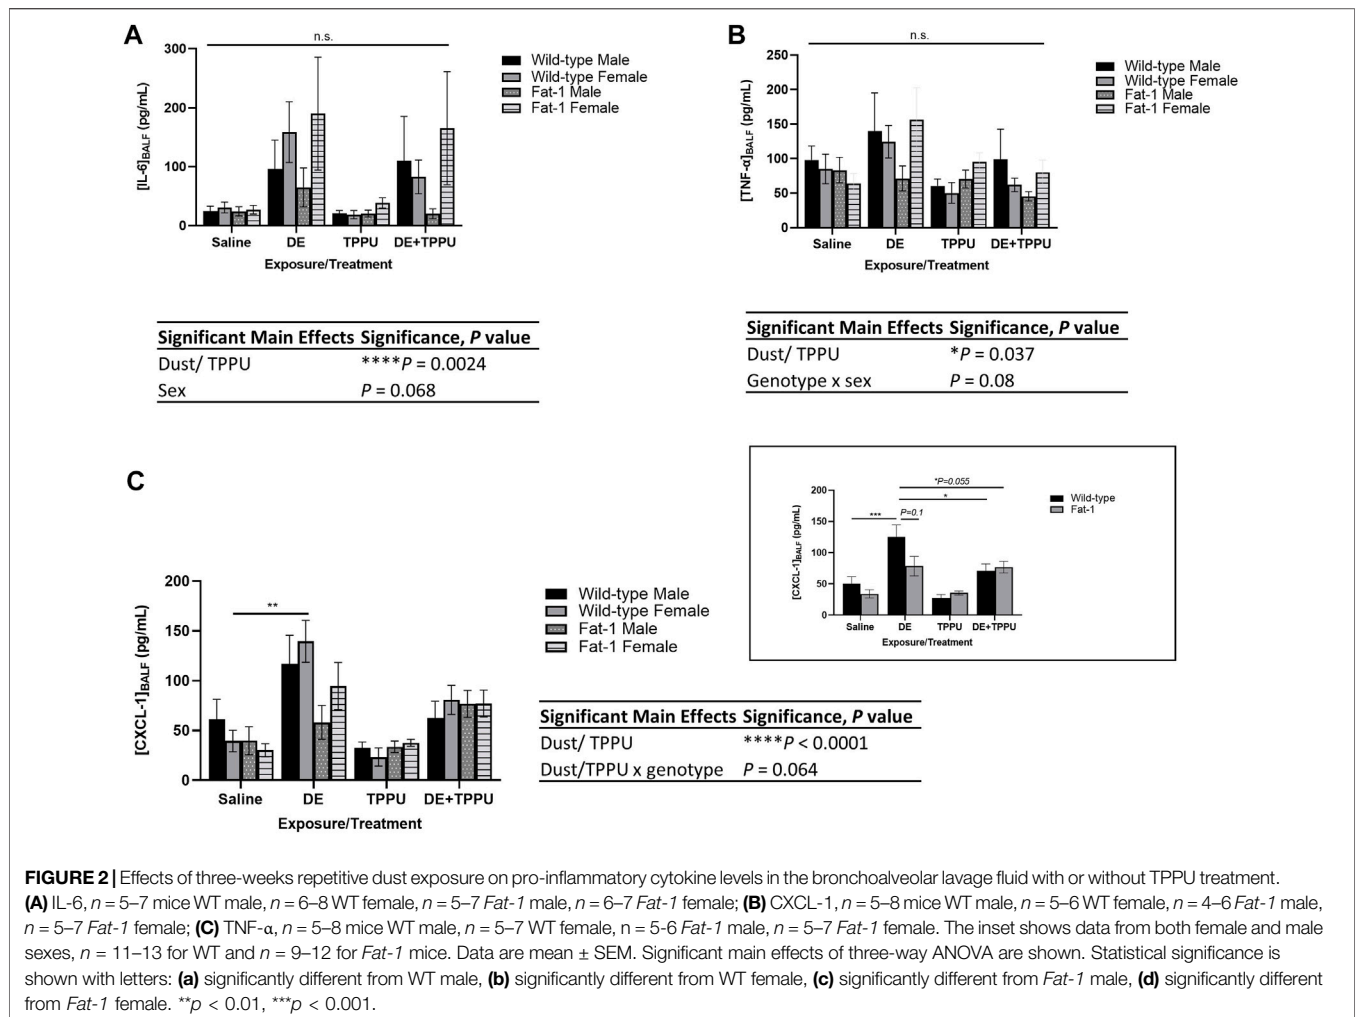 A
n.s.
300
200
100
0
[IL-6]BALF (pg/mL)
Saline DE TPPU DE+TPPU
Exposure/Treatment
Wild-type Male
Wild-type Female
Fat-1 Male
Fat-1 Female
Significant Main Effects Significance, P value
Dust/ TPPU ****P = 0.0024
Sex P = 0.068
B
n.s.
250
200
150
100
50
0
[TNF-α]BALF (pg/mL)
Saline DE TPPU DE+TPPU
Exposure/Treatment
Wild-type Male
Wild-type Female
Fat-1 Male
Fat-1 Female
Significant Main Effects Significance, P value
Dust/ TPPU *P = 0.037
Genotype x sex P = 0.08
C
200
150
100
50
0
[CXCL-1]BALF (pg/mL)
**
Saline DE TPPU DE+TPPU
Exposure/Treatment
Wild-type Male
Wild-type Female
Fat-1 Male
Fat-1 Female
*P=0.055
*
*** P=0.1
200
150
100
50
0
[CXCL-1]BALF (pg/mL)
Saline DE TPPU DE+TPPU
Exposure/Treatment
Wild-type
Fat-1
Significant Main Effects Significance, P value
Dust/ TPPU ****P < 0.0001
Dust/TPPU x genotype P = 0.064
FIGURE 2 | Effects of three-weeks repetitive dust exposure on pro-inflammatory cytokine levels in the bronchoalveolar lavage fluid with or without TPPU treatment.
(A) IL-6, n = 5–7 mice WT male, n = 6–8 WT female, n = 5–7 Fat-1 male, n = 6–7 Fat-1 female; (B) CXCL-1, n = 5–8 mice WT male, n = 5–6 WT female, n = 4–6 Fat-1 male,
n = 5–7 Fat-1 female; (C) TNF-α, n = 5–8 mice WT male, n = 5–7 WT female, n = 5-6 Fat-1 male, n = 5–7 Fat-1 female. The inset shows data from both female and male
sexes, n = 11–13 for WT and n = 9–12 for Fat-1 mice. Data are mean ± SEM. Significant main effects of three-way ANOVA are shown. Statistical significance is
shown with letters: (a) significantly different from WT male, (b) significantly different from WT female, (c) significantly different from Fat-1 male, (d) significantly different
from Fat-1 female. **p < 0.01, ***p < 0.001.